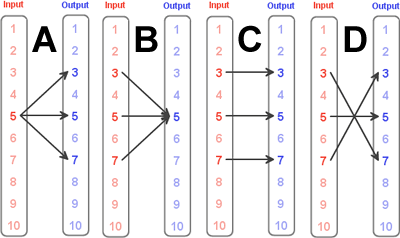 Input Output Input Output Input Output Input Output
A B C D
1 1 1 1 1 1 1 1
2 2 2 2 2 2 2 2
3 3 3 3 3 3 3 3
4 4 4 4 4 4 4 4
5 5 5 5 5 5 5 5
6 6 6 6 6 6 6 6
7 7 7 7 7 7 7 7
8 8 8 8 8 8 8 8
9 9 9 9 9 9 9 9
10 10 10 10 10 10 10 10